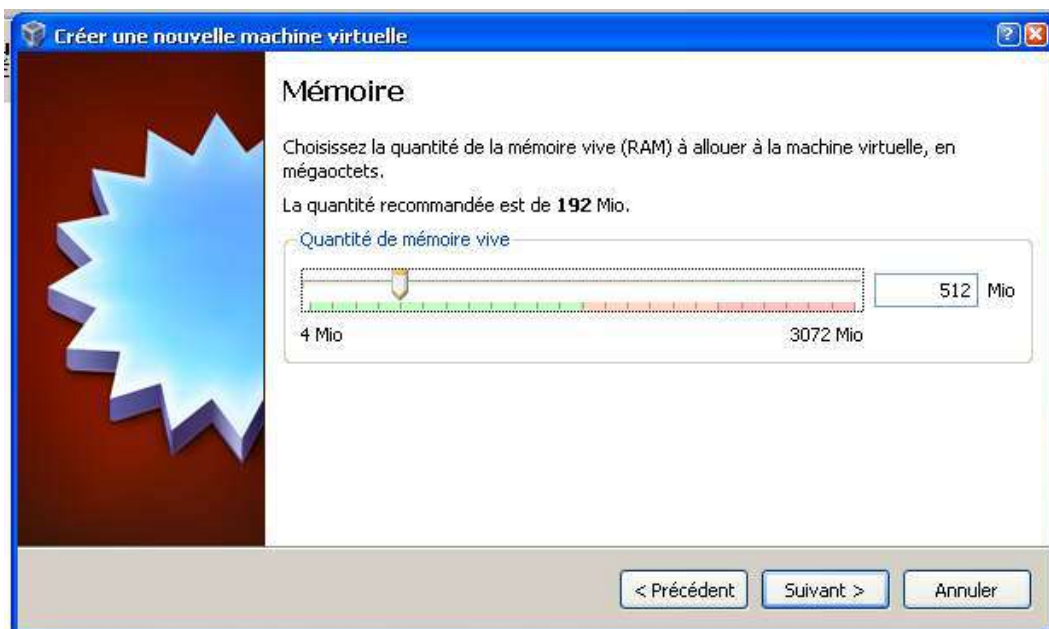 Créer une nouvelle machine virtuelle
Mémoire
Choisissez la quantité de la mémoire vive (RAM) à allouer à la machine virtuelle, en
mégaoctets.
La quantité recommandée est de 192 Mio.
Quantité de mémoire vive
512 Mio
4 Mio
3072 Mio
< Précédent
Suivant >
Annuler